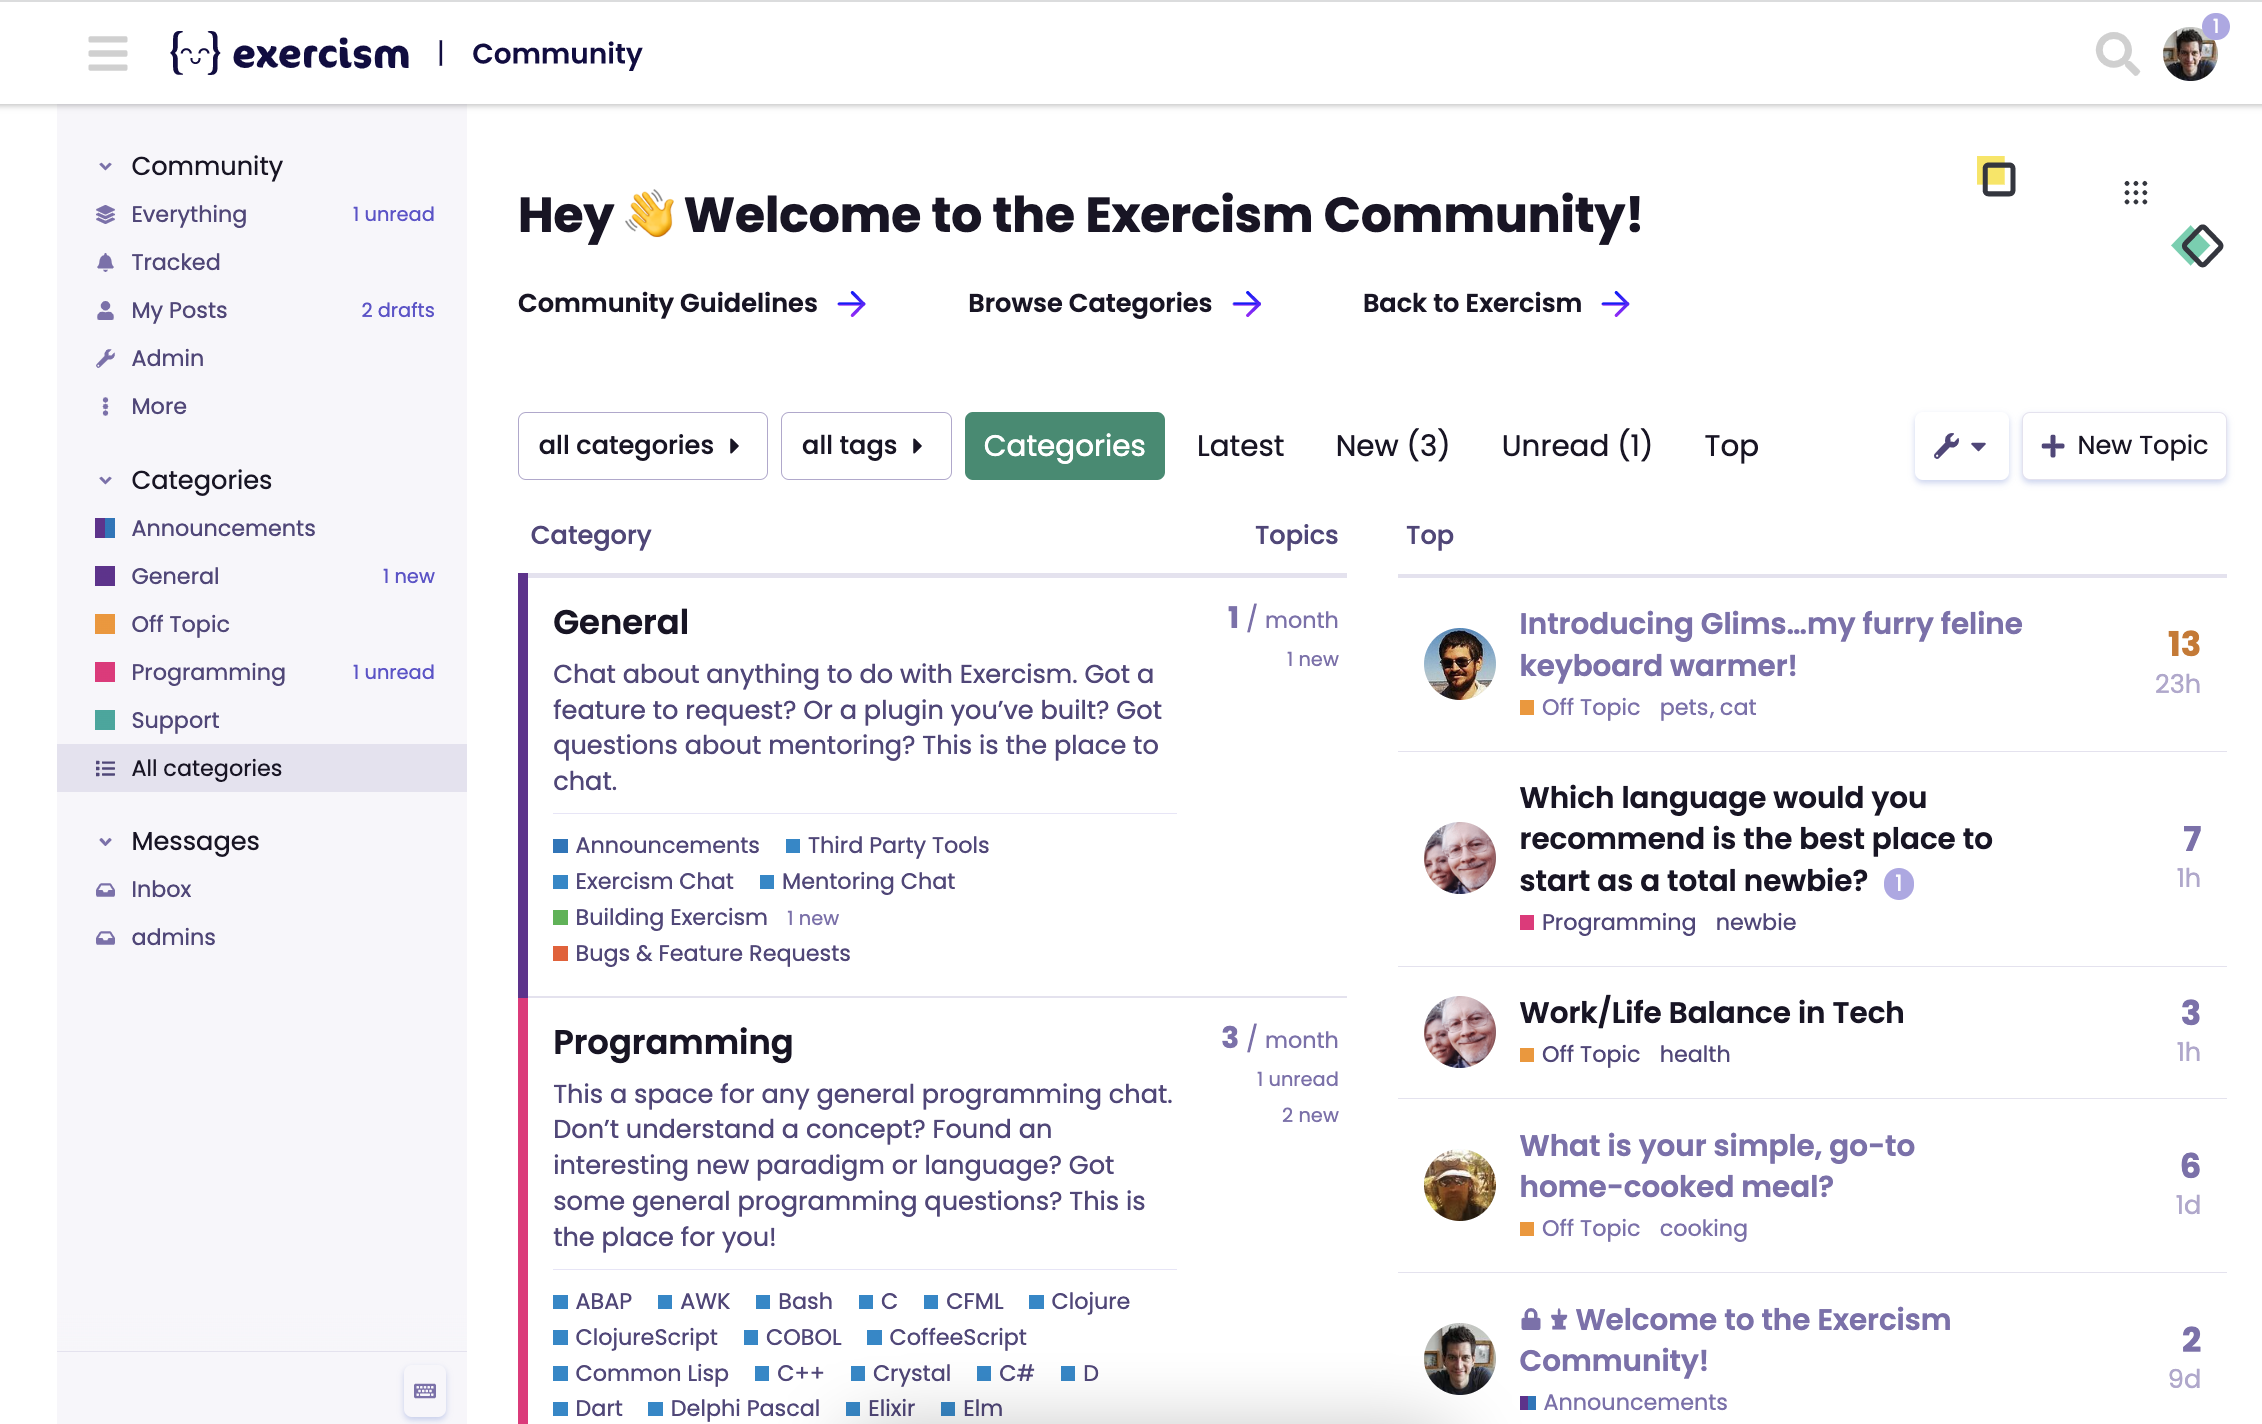 exercism | Community
1
Community
Everything 1 unread
Tracked
My Posts 2 drafts
Admin
More
Categories
Announcements
General 1 new
Off Topic
Programming 1 unread
Support
All categories
Messages
Inbox
admins
Hey 👋 Welcome to the Exercism Community!
Community Guidelines → Browse Categories → Back to Exercism →
all categories all tags Categories Latest New (3) Unread (1) Top + New Topic
Category Topics
General 1 / month
1 new
Chat about anything to do with Exercism. Got a
feature to request? Or a plugin you’ve built? Got
questions about mentoring? This is the place to
chat.
Announcements Third Party Tools
Exercism Chat Mentoring Chat
Building Exercism 1 new
Bugs & Feature Requests
Programming 3 / month
1 unread
2 new
This a space for any general programming chat.
Don’t understand a concept? Found an
interesting new paradigm or language? Got
some general programming questions? This is
the place for you!
ABAP AWK Bash C CFML Clojure
ClojureScript COBOL CoffeeScript
Common Lisp C++ Crystal C# D
Dart Delphi Pascal Elixir Elm
Top
Introducing Glims…my furry feline
keyboard warmer!
Off Topic pets, cat
13
23h
Which language would you
recommend is the best place to
start as a total newbie? 1
Programming newbie
7
1h
Work/Life Balance in Tech
Off Topic health
3
1h
What is your simple, go-to
home-cooked meal?
Off Topic cooking
6
1d
Welcome to the Exercism
Community!
Announcements
2
9d